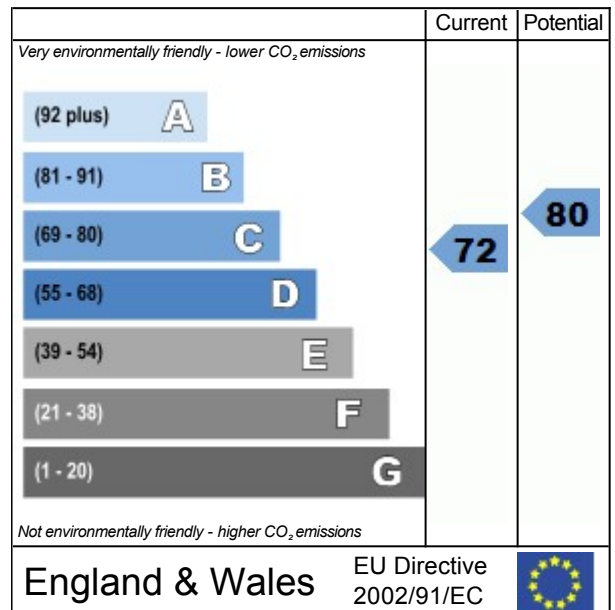 Current Potential
Very environmentally friendly - lower CO₂ emissions
(92 plus) A
(81 - 91) B
(69 - 80) C
(55 - 68) D
(39 - 54) E
(21 - 38) F
(1 - 20) G
72
80
Not environmentally friendly - higher CO₂ emissions
England & Wales
EU Directive
2002/91/EC